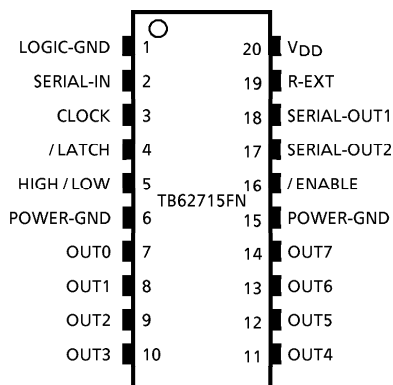 LOGIC-GND 1 20 VDD
SERIAL-IN 2 19 R-EXT
CLOCK 3 18 SERIAL-OUT1
/LATCH 4 17 SERIAL-OUT2
HIGH/LOW 5 16 /ENABLE
TB62715FN
POWER-GND 6 15 POWER-GND
OUT0 7 14 OUT7
OUT1 8 13 OUT6
OUT2 9 12 OUT5
OUT3 10 11 OUT4